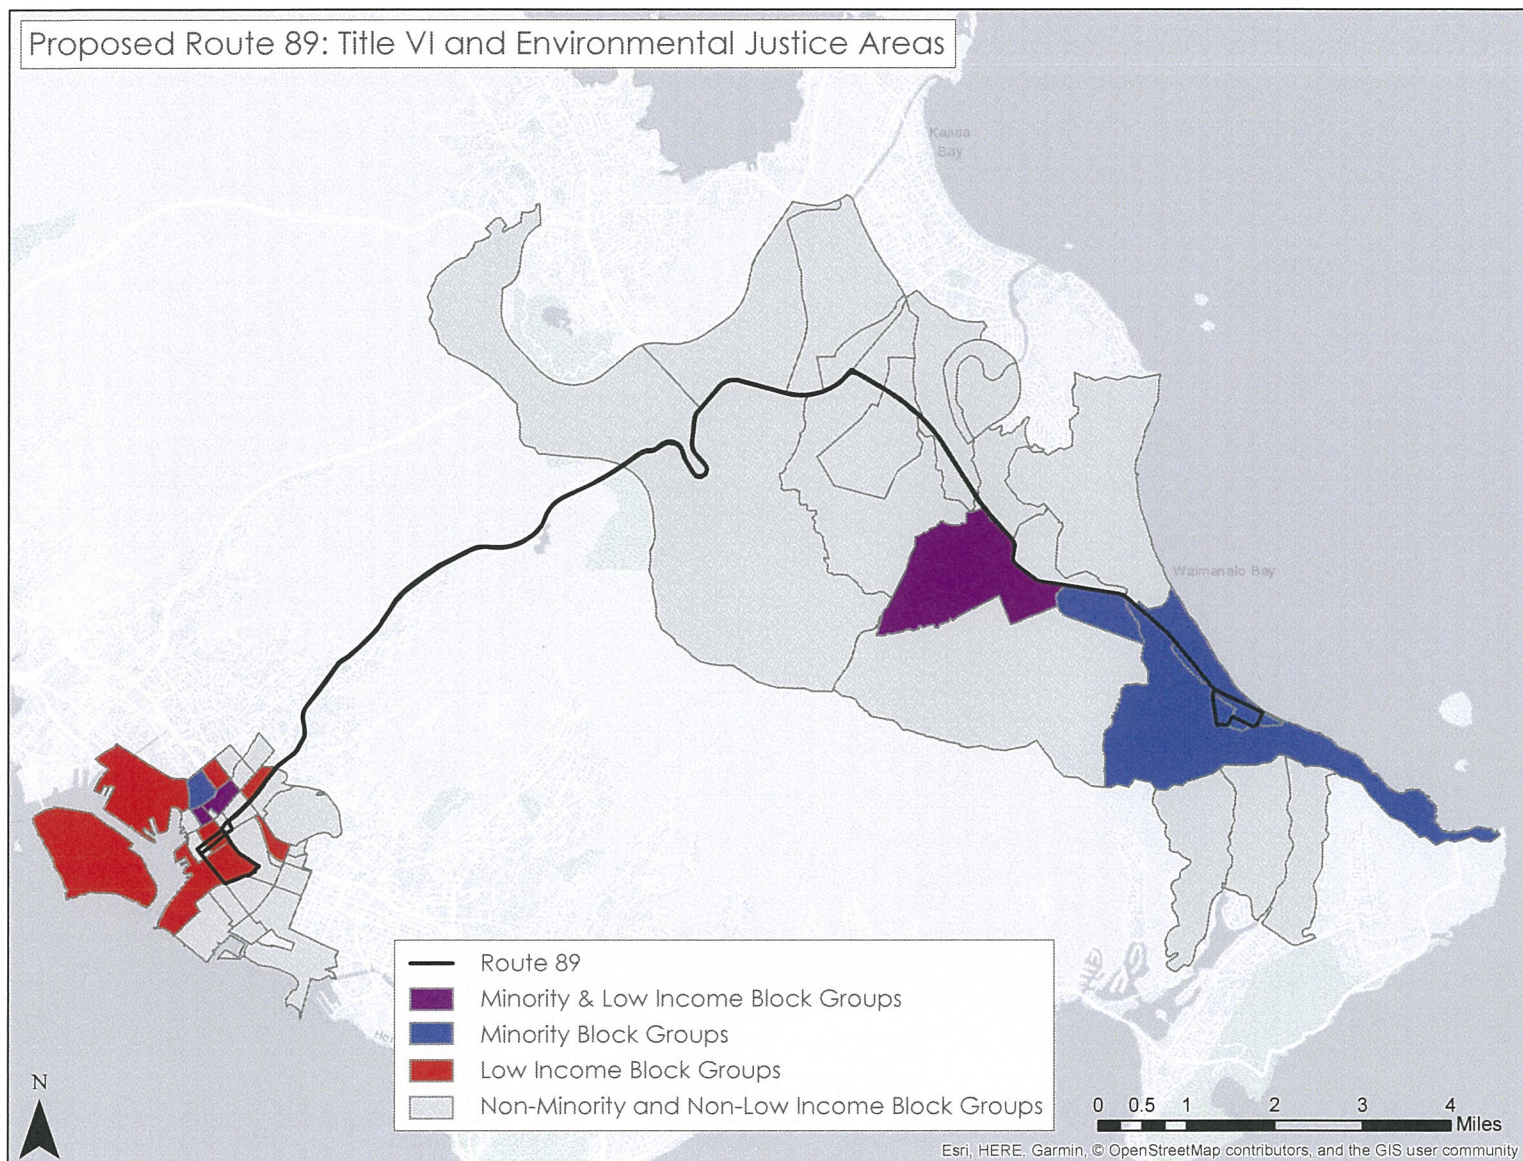 Proposed Route 89: Title VI and Environmental Justice Areas
Kailua
Bay
Waimanalo Bay
Route 89
Minority & Low Income Block Groups
Minority Block Groups
Low Income Block Groups
Non-Minority and Non-Low Income Block Groups
N
0 0.5 1 2 3 4
Miles
Esri, HERE, Garmin, © OpenStreetMap contributors, and the GIS user community